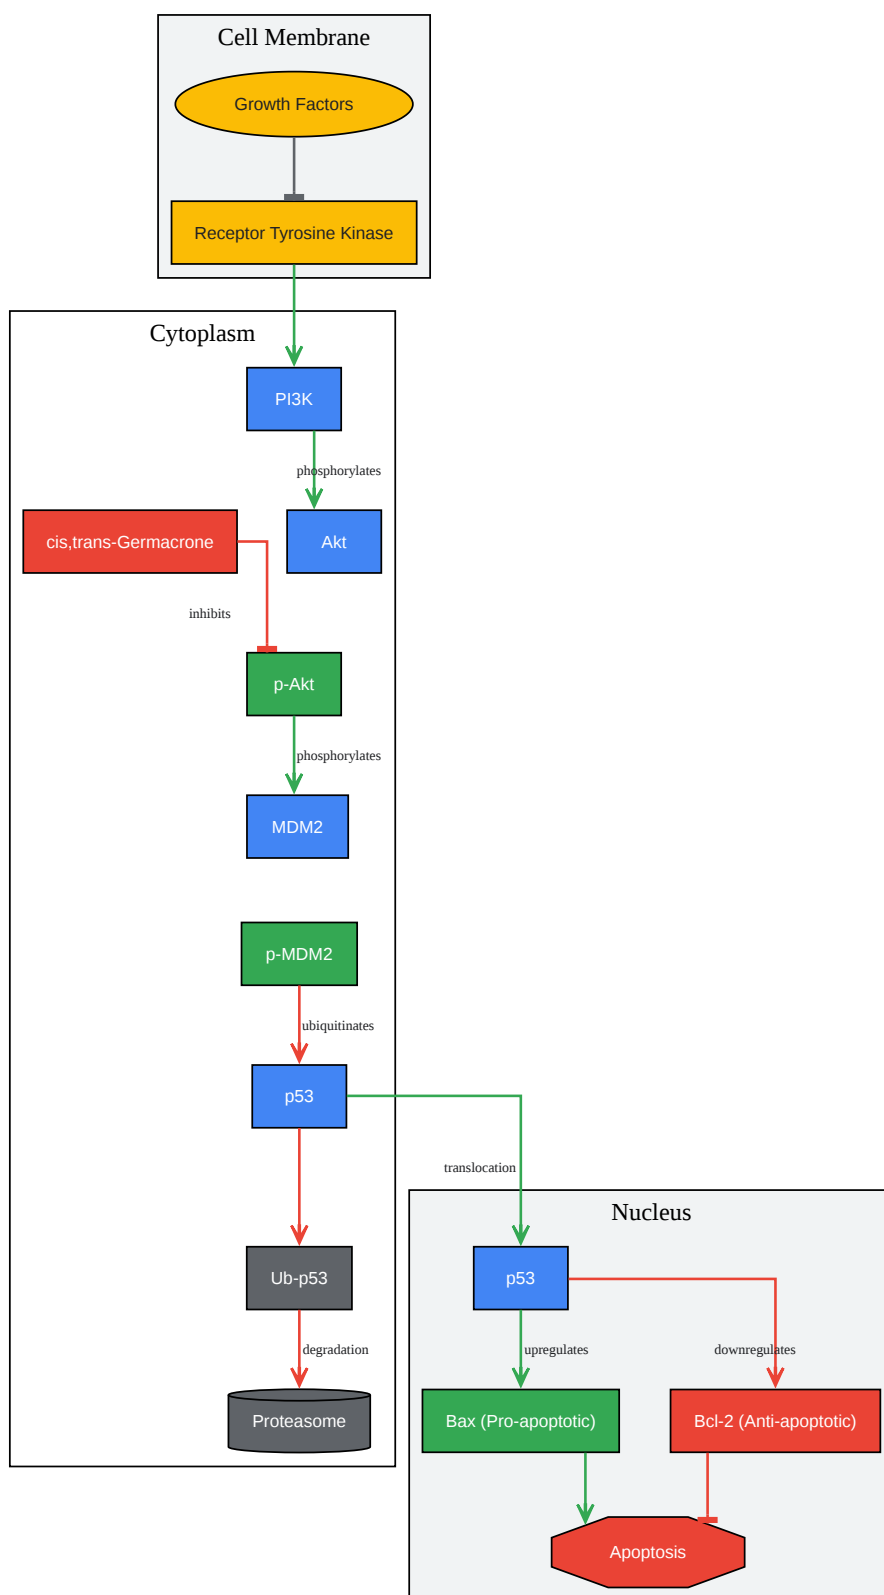 Cell Membrane
Growth Factors
Receptor Tyrosine Kinase
Cytoplasm
PI3K
phosphorylates
cis,trans-Germacrone
Akt
inhibits
p-Akt
phosphorylates
MDM2
p-MDM2
ubiquitinates
p53
translocation
Nucleus
Ub-p53
p53
degradation
upregulates
downregulates
Proteasome
Bax (Pro-apoptotic)
Bcl-2 (Anti-apoptotic)
Apoptosis